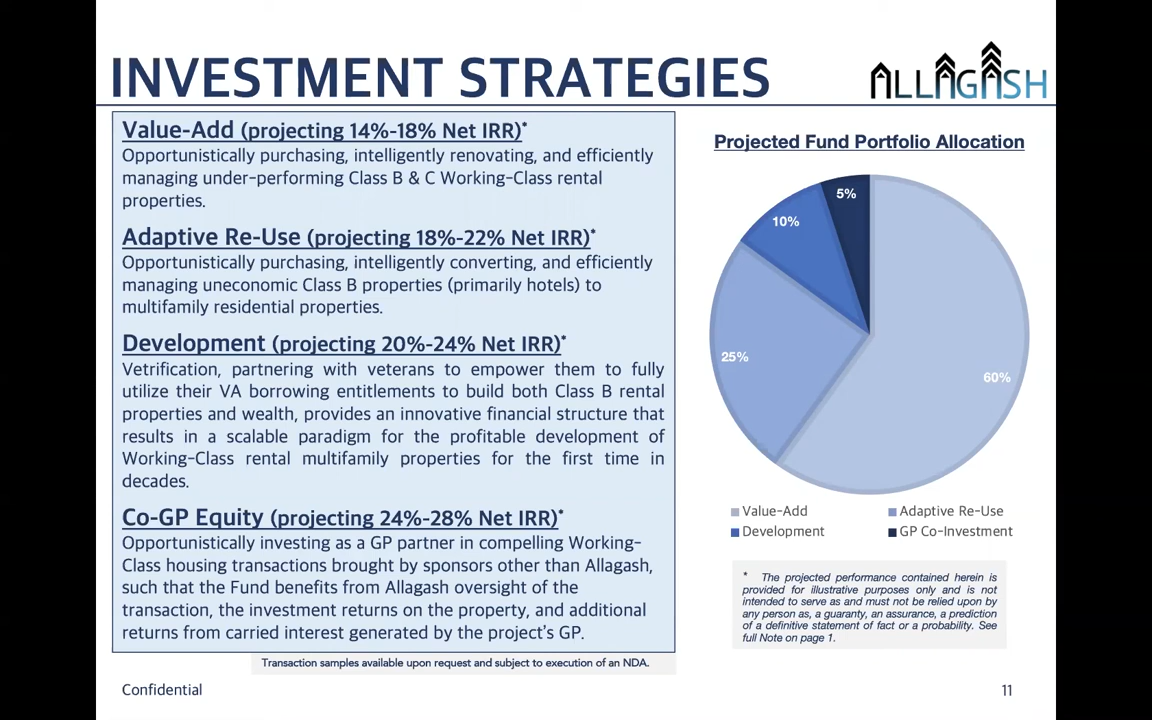 INVESTMENT STRATEGIES
ALLAGASH
Value-Add (projecting 14%-18% Net IRR)*
Opportunistically purchasing, intelligently renovating, and efficiently
managing under-performing Class B & C Working-Class rental
properties.
Adaptive Re-Use (projecting 18%-22% Net IRR)*
Opportunistically purchasing, intelligently converting, and efficiently
managing uneconomic Class B properties (primarily hotels) to
multifamily residential properties.
Development (projecting 20%-24% Net IRR)*
Vetrification, partnering with veterans to empower them to fully
utilize their VA borrowing entitlements to build both Class B rental
properties and wealth, provides an innovative financial structure that
results in a scalable paradigm for the profitable development of
Working-Class rental multifamily properties for the first time in
decades.
Co-GP Equity (projecting 24%-28% Net IRR)*
Opportunistically investing as a GP partner in compelling Working-
Class housing transactions brought by sponsors other than Allagash,
such that the Fund benefits from Allagash oversight of the
transaction, the investment returns on the property, and additional
returns from carried interest generated by the project's GP.
Transaction samples available upon request and subject to execution of an NDA.
Projected Fund Portfolio Allocation
5%
10%
25%
60%
Value-Add
Adaptive Re-Use
Development
GP Co-Investment
* The projected performance contained herein is
provided for illustrative purposes only and is not
intended to serve as and must not be relied upon by
any person as, a guaranty, an assurance, a prediction
of a definitive statement of fact or a probability. See
full Note on page 1.
Confidential
11